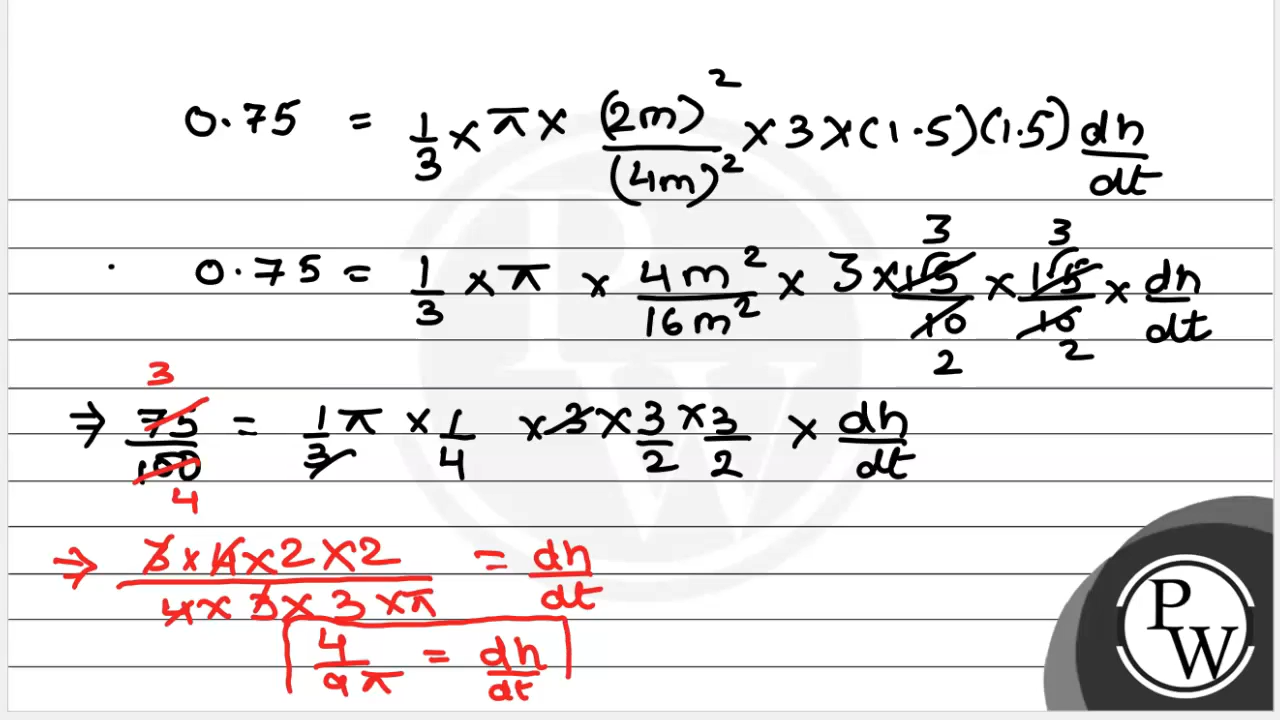 0.75 = 1/3 × π × (2m)²/(4m)² × 3 × (1.5)(1.5) dh/dt
0.75 = 1/3 × π × 4m²/16m² × 3 × 15/10 × 15/10 × dh/dt
3 3
2 2
⇒ 75/100 = 1/3 π × 1/4 × 3 × 3/2 × 3/2 × dh/dt
3
4
⇒ 3 × 4 × 2 × 2 / 4 × 3 × 3 × π = dh/dt
4/9π = dh/dt
P
W
P
W